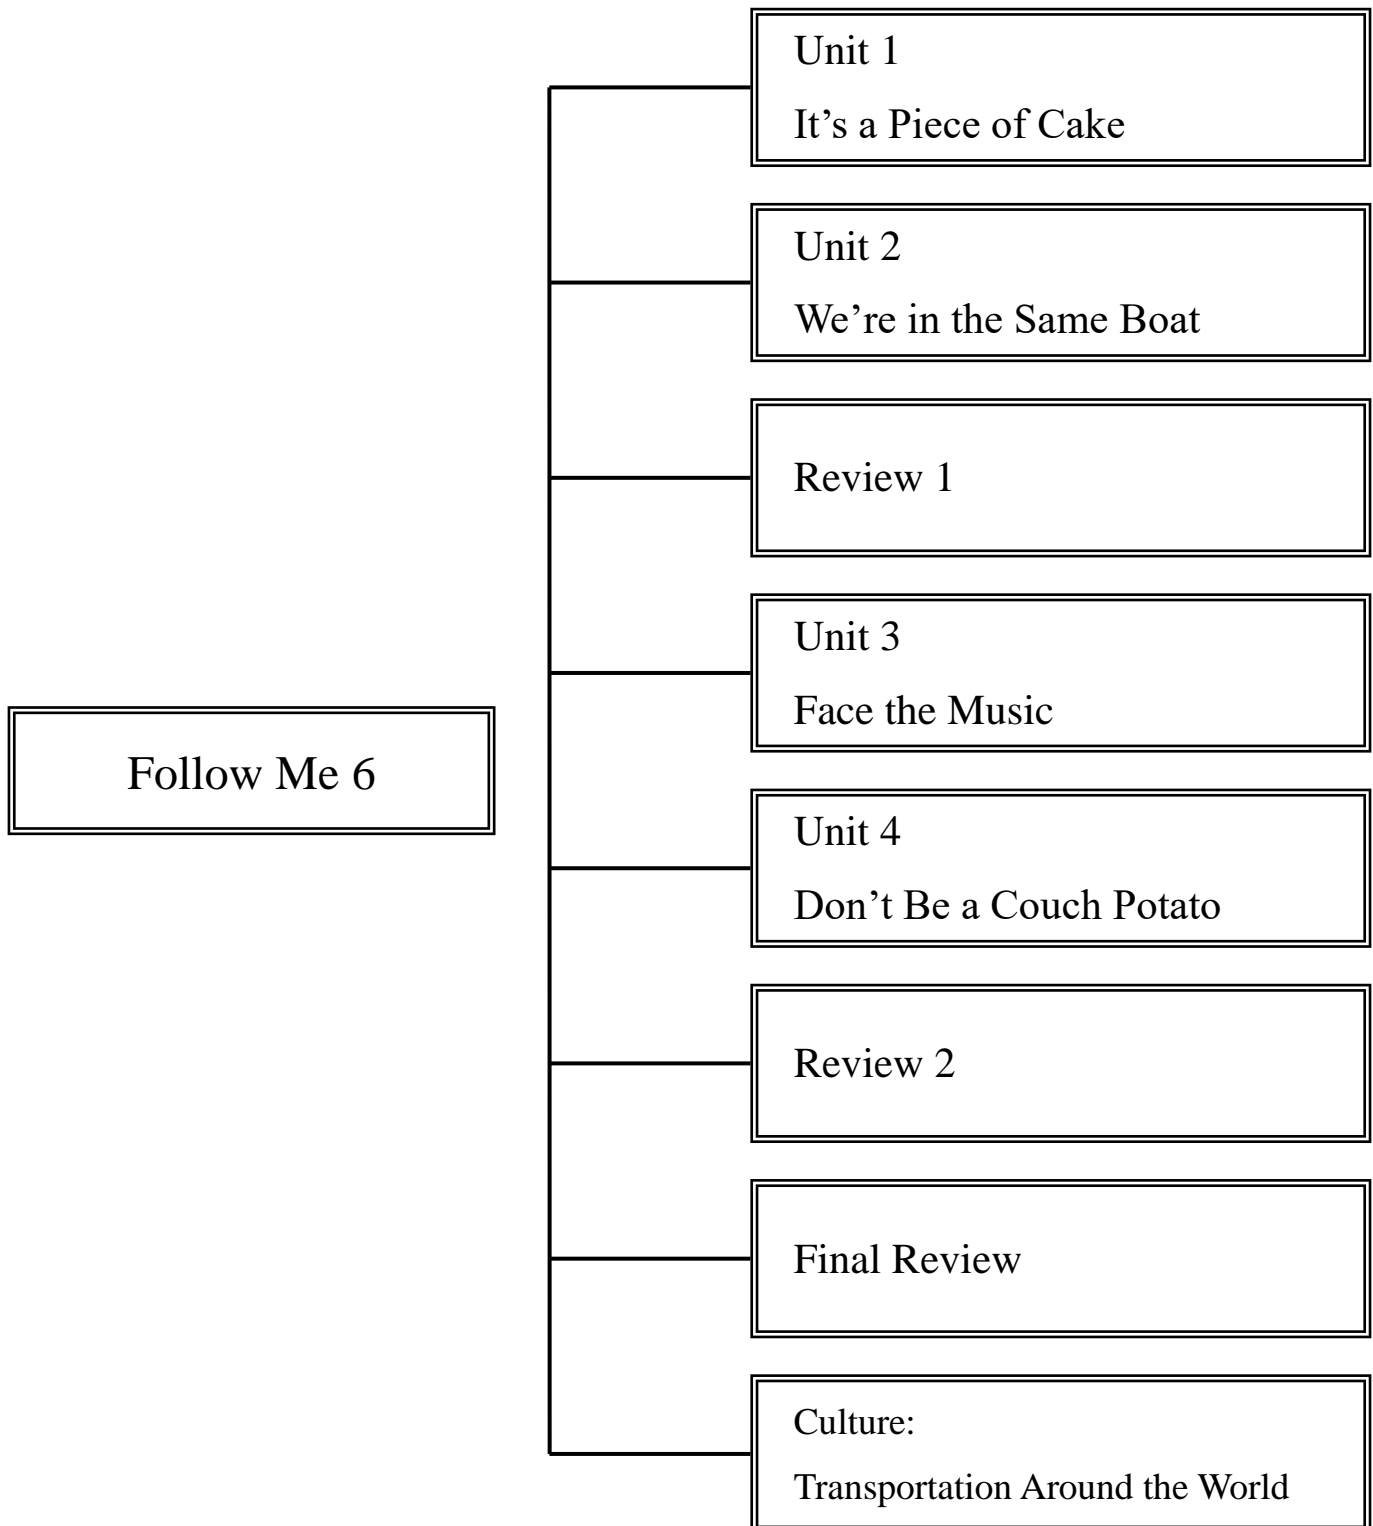 Follow Me 6
Unit 1
It’s a Piece of Cake
Unit 2
We’re in the Same Boat
Review 1
Unit 3
Face the Music
Unit 4
Don’t Be a Couch Potato
Review 2
Final Review
Culture:
Transportation Around the World